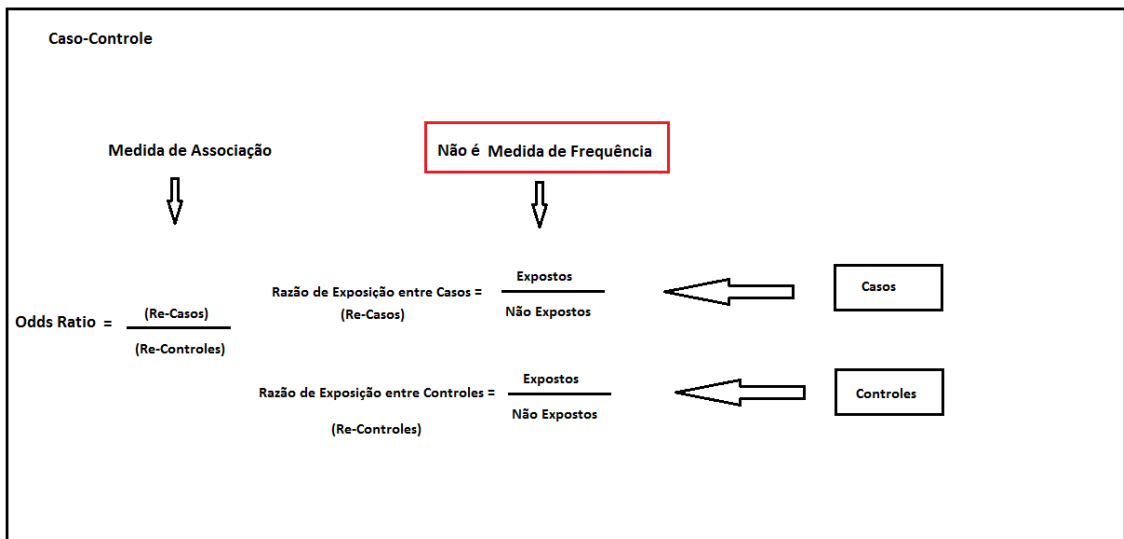 Caso-Controle
Medida de Associação
Não é Medida de Frequência
Odds Ratio =
(Re-Casos)
(Re-Controles)
Razão de Exposição entre Casos =
(Re-Casos)
Expostos
Não Expostos
Casos
Razão de Exposição entre Controles =
(Re-Controles)
Expostos
Não Expostos
Controles